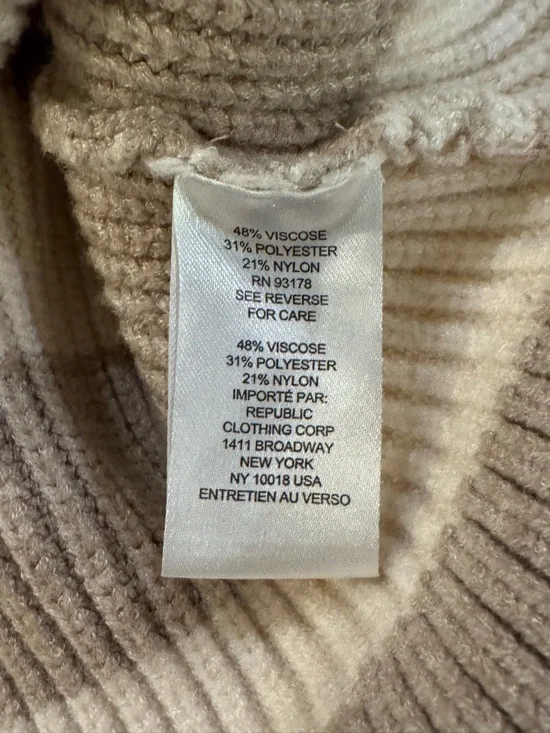 48% VISCOSE
31% POLYESTER
21% NYLON
RN 93178
SEE REVERSE
FOR CARE
48% VISCOSE
31% POLYESTER
21% NYLON
IMPORTÉ PAR:
REPUBLIC
CLOTHING CORP
1411 BROADWAY
NEW YORK
NY 10018 USA
ENTRETIEN AU VERSO